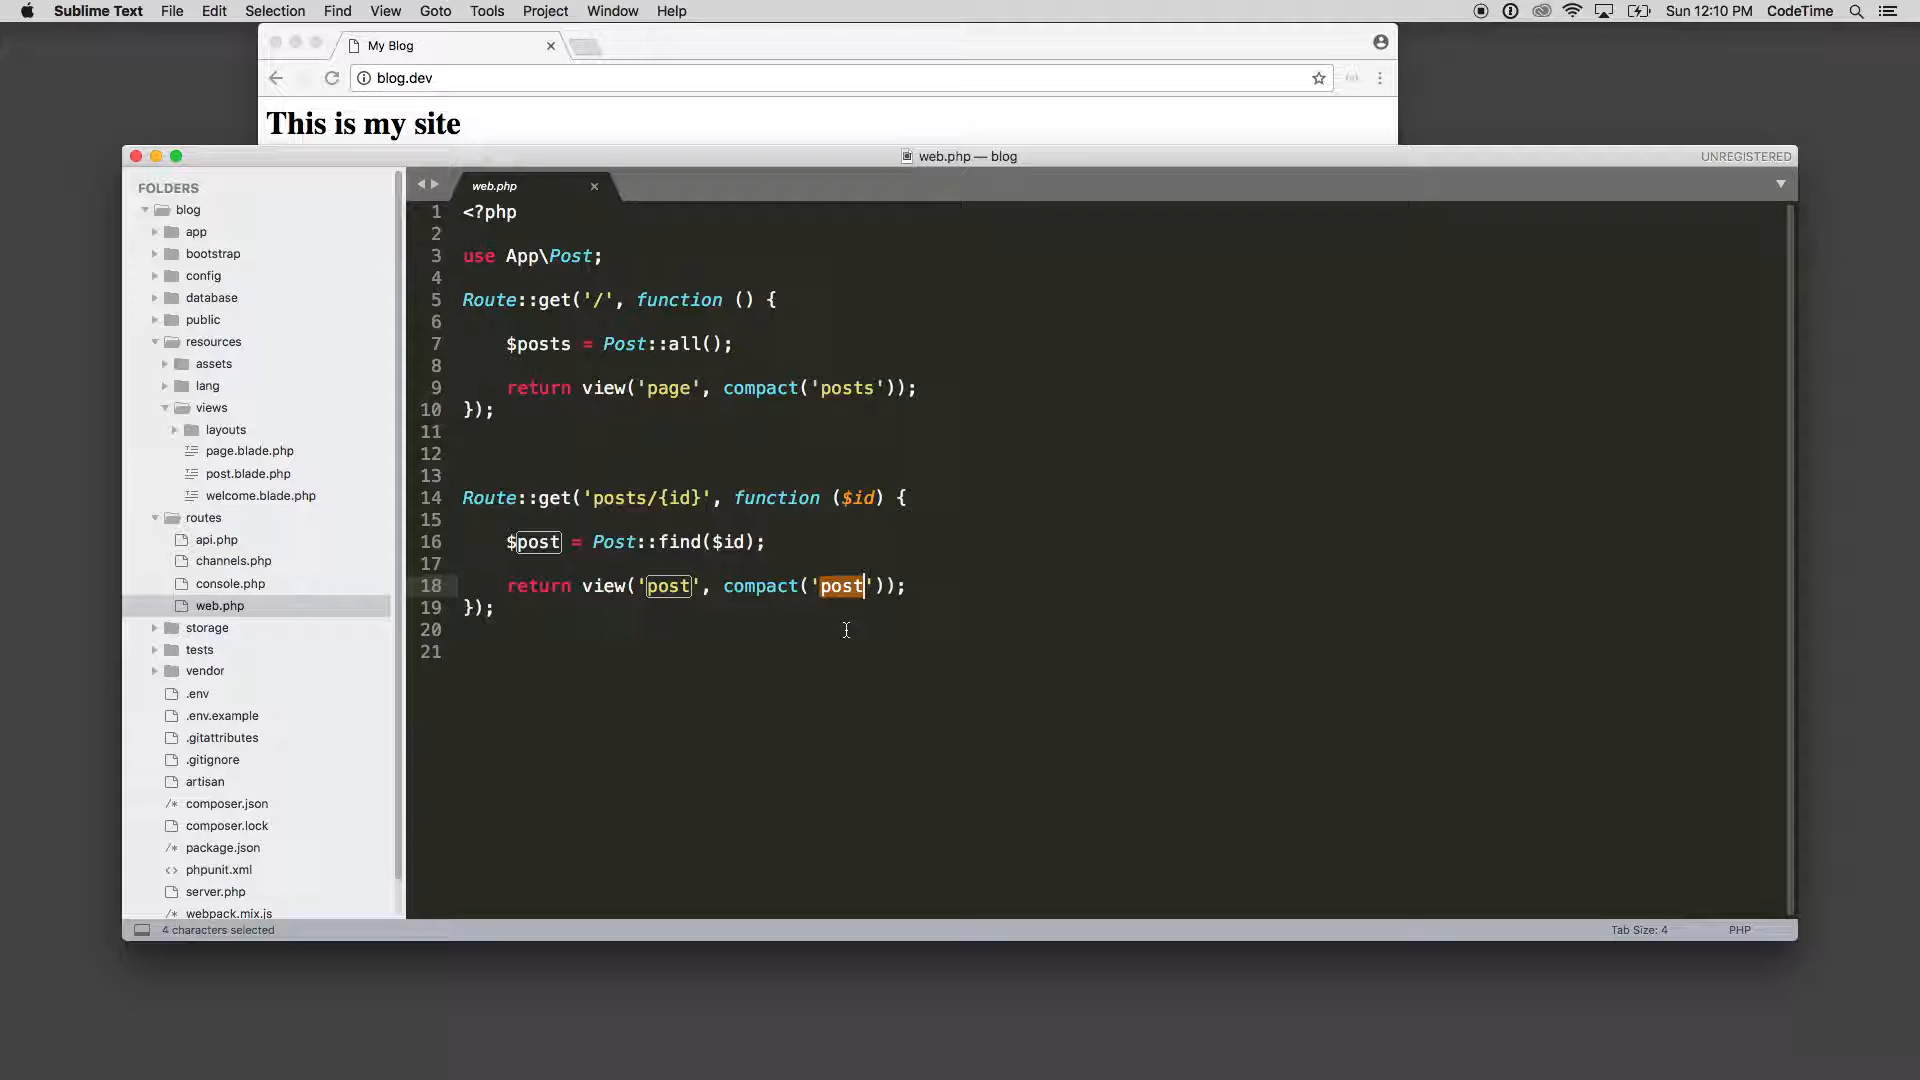 Sublime Text File Edit Selection Find View Goto Tools Project Window Help Sun 12:10 PM CodeTime
My Blog
blog.dev
This is my site
web.php — blog UNREGISTERED
FOLDERS
blog
app
bootstrap
config
database
public
resources
assets
lang
views
layouts
page.blade.php
post.blade.php
welcome.blade.php
routes
api.php
channels.php
console.php
web.php
storage
tests
vendor
.env
.env.example
.gitattributes
.gitignore
artisan
/* composer.json
composer.lock
/* package.json
<> phpunit.xml
server.php
/* webpack.mix.js
web.php
1 <?php
2
3 use App\Post;
4
5 Route::get('/', function () {
6
7 $posts = Post::all();
8
9 return view('page', compact('posts'));
10 });
11
12
13
14 Route::get('posts/{id}', function ($id) {
15
16 $post = Post::find($id);
17
18 return view('post', compact('post'));
19 });
20
21
4 characters selected Tab Size: 4 PHP